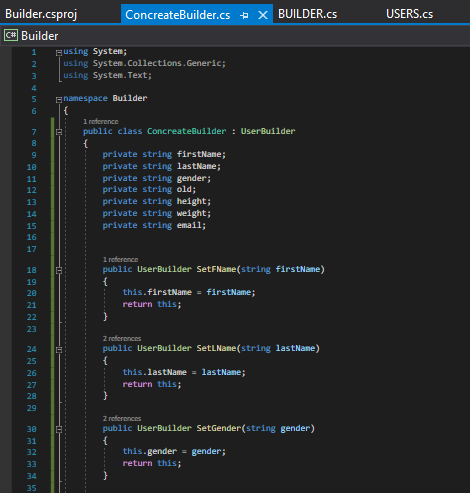 Builder.csproj
ConcreateBuilder.cs
BUILDER.cs
USERS.cs
C# Builder
1 using System;
2 using System.Collections.Generic;
3 using System.Text;
4
5 namespace Builder
6 {
1 reference
7 public class ConcreateBuilder : UserBuilder
8 {
9 private string firstName;
10 private string lastName;
11 private string gender;
12 private string old;
13 private string height;
14 private string weight;
15 private string email;
16
17
1 reference
18 public UserBuilder SetFName(string firstName)
19 {
20 this.firstName = firstName;
21 return this;
22 }
23
2 references
24 public UserBuilder SetLName(string lastName)
25 {
26 this.lastName = lastName;
27 return this;
28 }
29
2 references
30 public UserBuilder SetGender(string gender)
31 {
32 this.gender = gender;
33 return this;
34 }
35